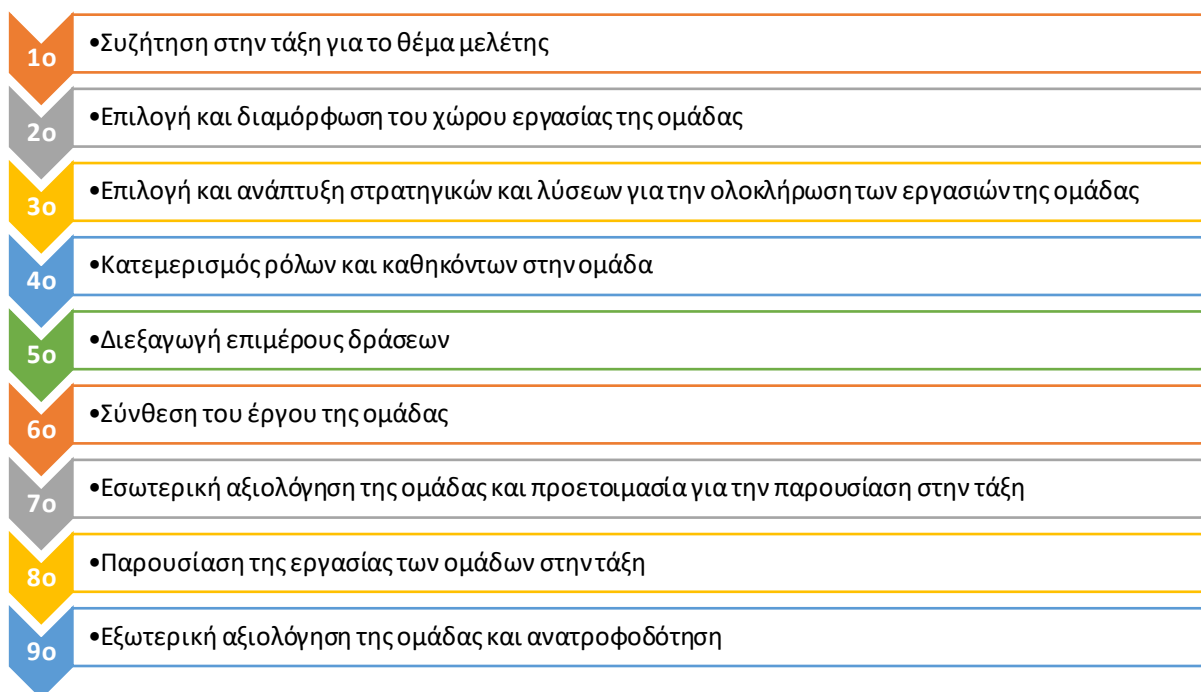 1ο
•Συζήτηση στην τάξη για το θέμα μελέτης
2ο
•Επιλογή και διαμόρφωση του χώρου εργασίας της ομάδας
3ο
•Επιλογή και ανάπτυξη στρατηγικών και λύσεων για την ολοκλήρωση των εργασιών της ομάδας
4ο
•Κατεμερισμός ρόλων και καθηκόντων στην ομάδα
5ο
•Διεξαγωγή επιμέρους δράσεων
6ο
•Σύνθεση του έργου της ομάδας
7ο
•Εσωτερική αξιολόγηση της ομάδας και προετοιμασία για την παρουσίαση στην τάξη
8ο
•Παρουσίαση της εργασίας των ομάδων στην τάξη
9ο
•Εξωτερική αξιολόγηση της ομάδας και ανατροφοδότηση